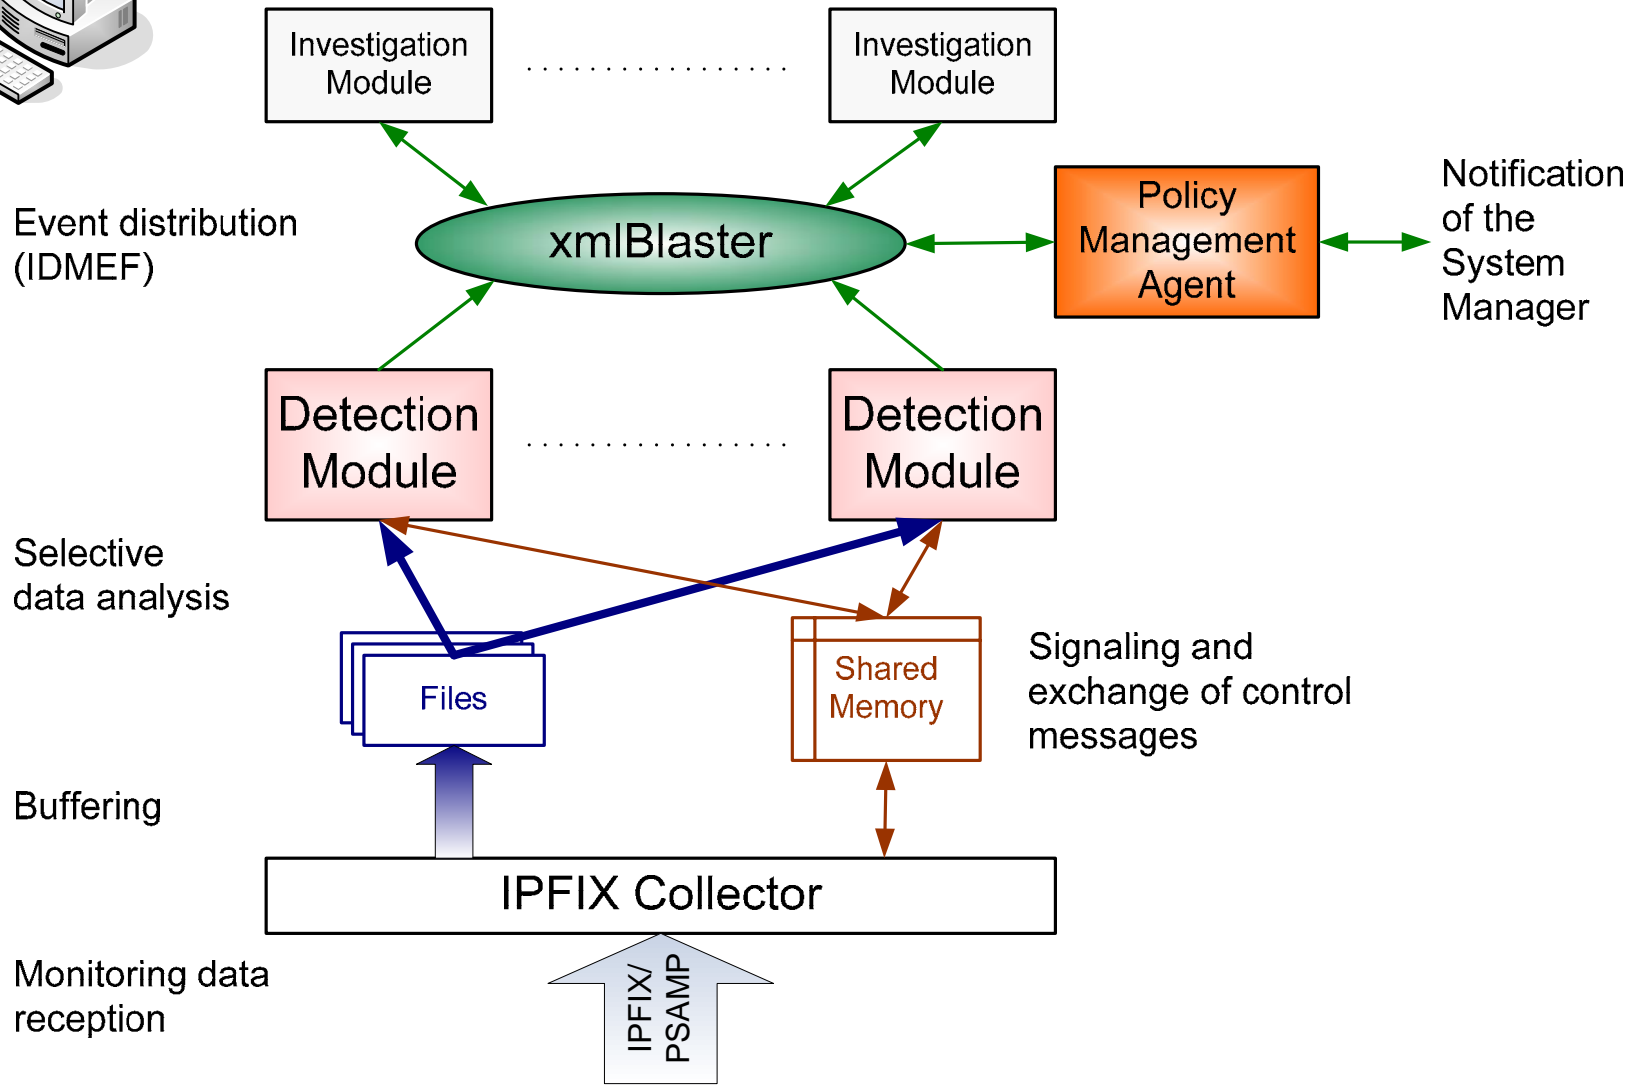 Investigation
Module
Investigation
Module
Event distribution
(IDMEF)
xmlBlaster
Policy
Management
Agent
Notification
of the
System
Manager
Detection
Module
Detection
Module
Selective
data analysis
Files
Shared
Memory
Signaling and
exchange of control
messages
Buffering
IPFIX Collector
Monitoring data
reception
IPFIX/
PSAMP